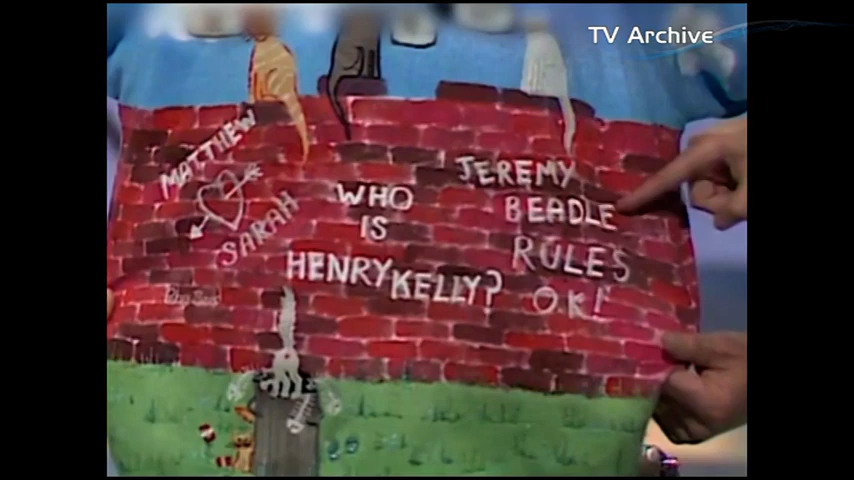 TV Archive
MATTHEW
SARAH
WHO
IS
HENRY KELLY?
JEREMY
BEADLE
RULES
OK!